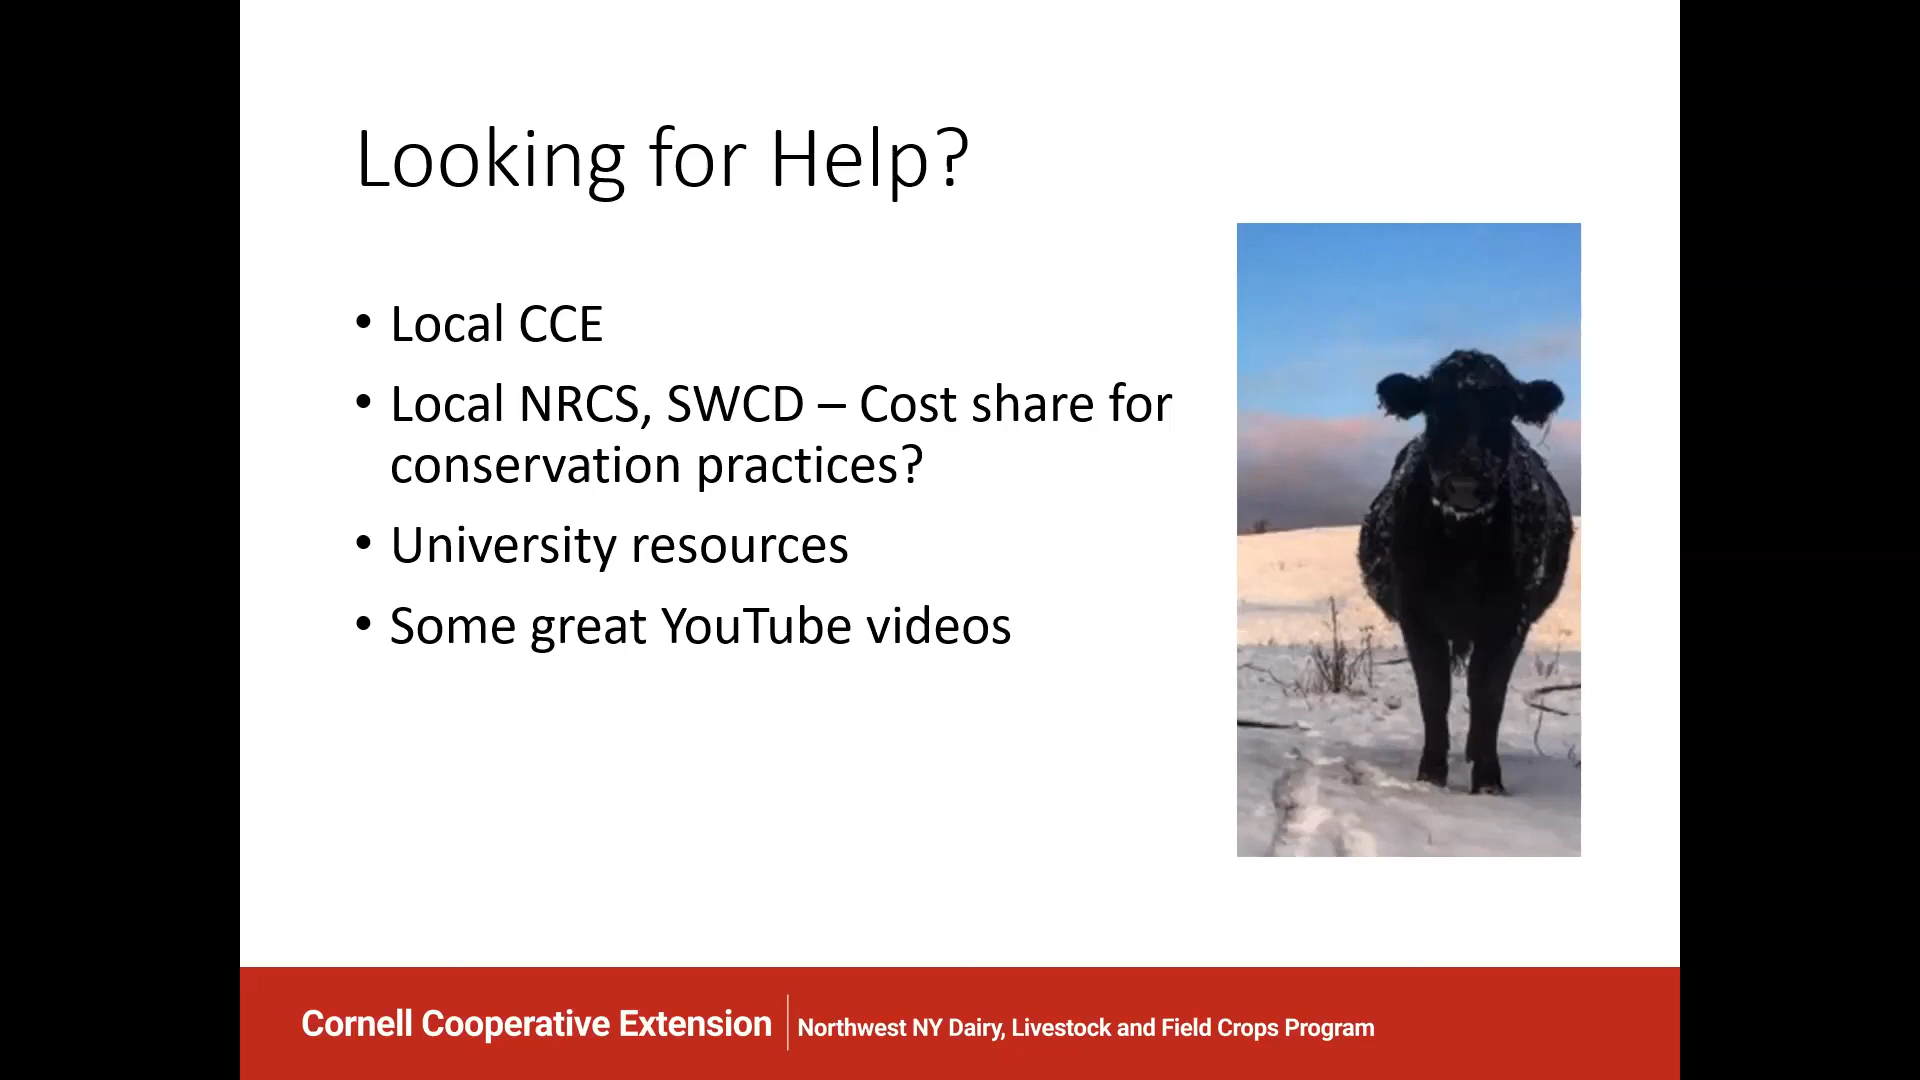 Looking for Help?
• Local CCE
• Local NRCS, SWCD – Cost share for
conservation practices?
• University resources
• Some great YouTube videos
Cornell Cooperative Extension | Northwest NY Dairy, Livestock and Field Crops Program